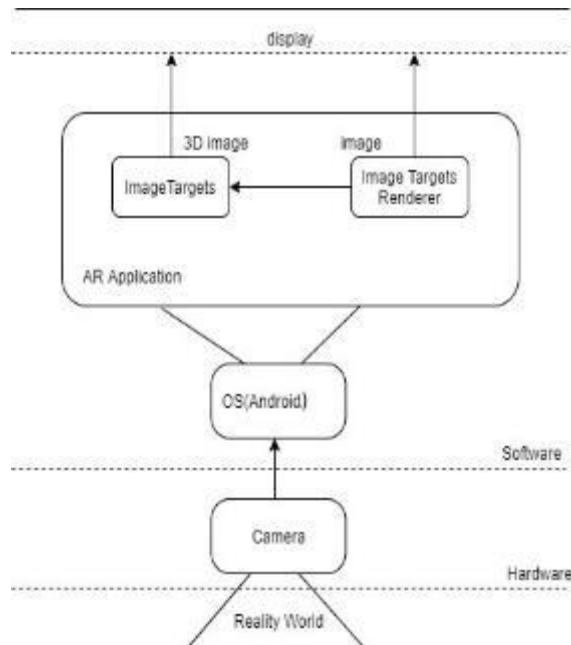 display
3D image
image
ImageTargets
Image Targets
Renderer
AR Application
OS(Android)
Software
Camera
Hardware
Reality World